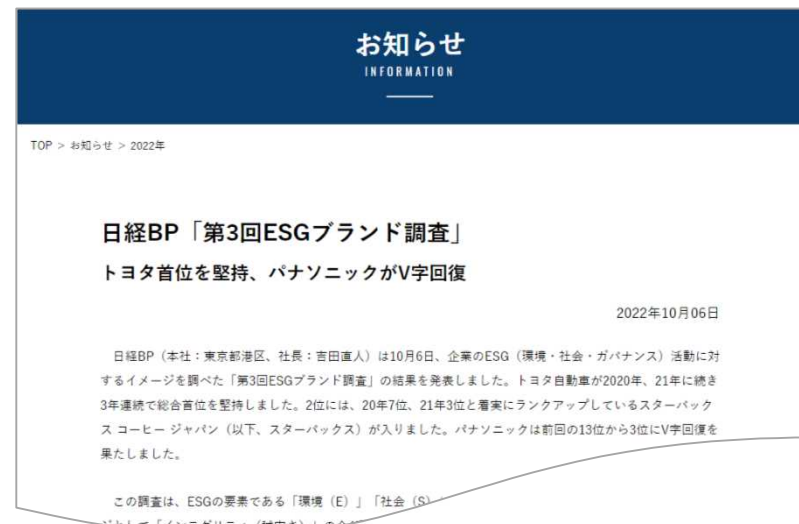 お知らせ
INFORMATION
TOP > お知らせ > 2022年
日経BP「第3回ESGブランド調査」
トヨタ首位を堅持、パナソニックがV字回復
2022年10月06日
日経BP（本社：東京都港区、社長：吉田直人）は10月6日、企業のESG（環境・社会・ガバナンス）活動に対
するイメージを調べた「第3回ESGブランド調査」の結果を発表しました。トヨタ自動車が2020年、21年に続き
3年連続で総合首位を堅持しました。2位には、20年7位、21年3位と着実にランクアップしているスターバック
ス コーヒー ジャパン（以下、スターバックス）が入りました。パナソニックは前回の13位から3位にV字回復を
果たしました。
この調査は、ESGの要素である「環境（E）」「社会（S）